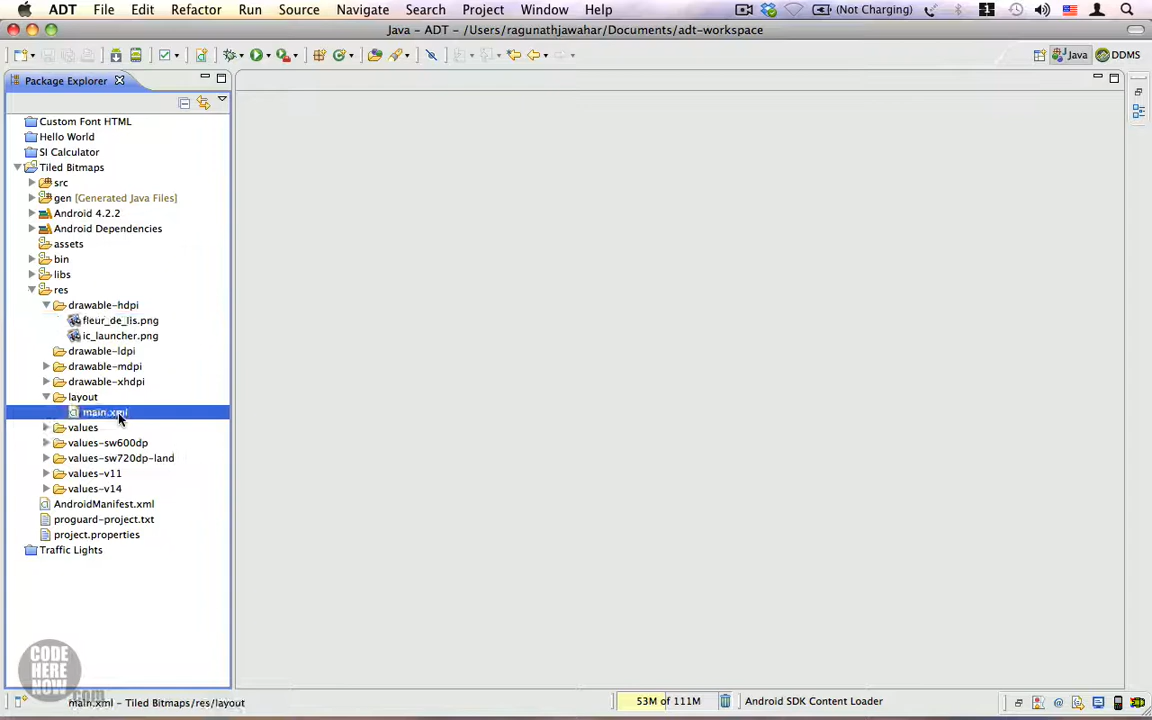 ADT File Edit Refactor Run Source Navigate Search Project Window Help (Not Charging) 1
Java – ADT – /Users/ragunathjawahar/Documents/adt-workspace
Java DDMS
Package Explorer
Custom Font HTML
Hello World
SI Calculator
Tiled Bitmaps
src
gen [Generated Java Files]
Android 4.2.2
Android Dependencies
assets
bin
libs
res
drawable-hdpi
fleur_de_lis.png
ic_launcher.png
drawable-ldpi
drawable-mdpi
drawable-xhdpi
layout
main.xml
values
values-sw600dp
values-sw720dp-land
values-v11
values-v14
AndroidManifest.xml
proguard-project.txt
project.properties
Traffic Lights
CODE
HERE
NOW.com
main.xml – Tiled Bitmaps/res/layout 53M of 111M Android SDK Content Loader